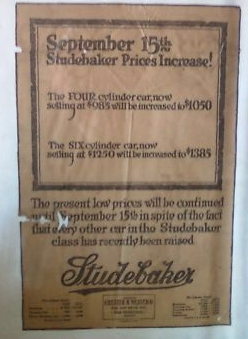 September 15th
Studebaker Prices Increase!
The FOUR cylinder car, now
selling at $985 will be increased to $1050
The SIX cylinder car, now
selling at $1250 will be increased to $1385
The present low prices will be continued
until September 15th in spite of the fact
that every other car in the Studebaker
class has recently been raised
Studebaker